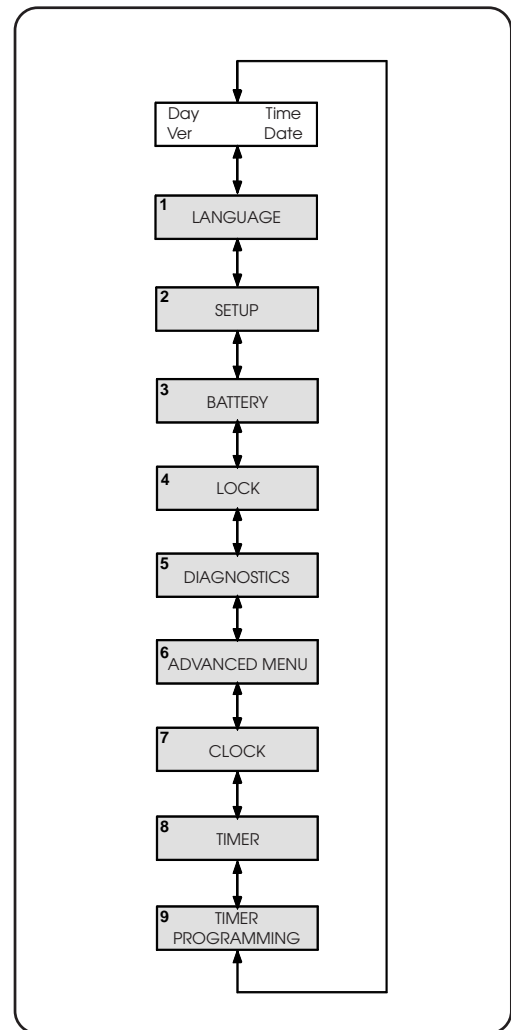 Day Time
Ver Date
1
LANGUAGE
2
SETUP
3
BATTERY
4
LOCK
5
DIAGNOSTICS
6
ADVANCED MENU
7
CLOCK
8
TIMER
9
TIMER
PROGRAMMING